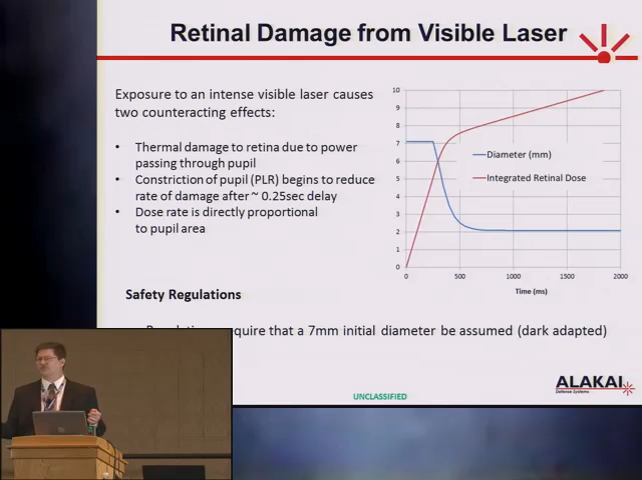 Retinal Damage from Visible Laser
Exposure to an intense visible laser causes
two counteracting effects:
• Thermal damage to retina due to power
passing through pupil
• Constriction of pupil (PLR) begins to reduce
rate of damage after ~ 0.25sec delay
• Dose rate is directly proportional
to pupil area
10
9
8
7
6
5
4
3
2
1
0
Diameter (mm)
Integrated Retinal Dose
0
500
1000
1500
2000
Time (ms)
Safety Regulations
require that a 7mm initial diameter be assumed (dark adapted)
UNCLASSIFIED
ALAKAI
Defense Systems